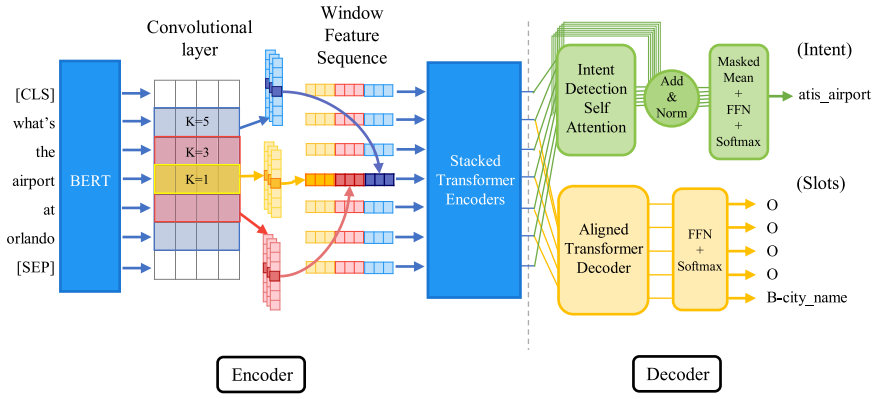 Convolutional
layer
Window
Feature
Sequence
[CLS]
what's
the
airport
at
orlando
[SEP]
BERT
K=5
K=3
K=1
Stacked
Transformer
Encoders
Intent
Detection
Self
Attention
Add
&
Norm
Masked
Mean
+
FFN
+
Softmax
(Intent)
atis_airport
(Slots)
Aligned
Transformer
Decoder
FFN
+
Softmax
O
O
O
O
B-city_name
Encoder
Decoder